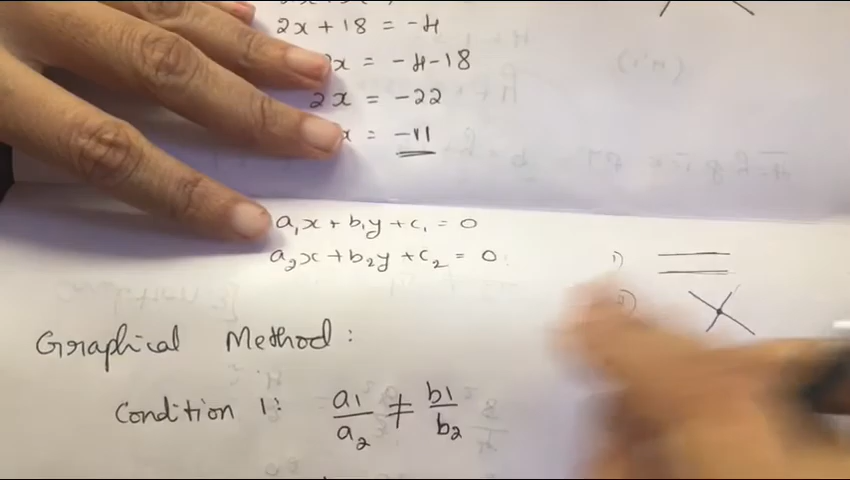 2x + 18 = -4
2x = -4-18
2x = -22
x = -11
a₁x + b₁y + c₁ = 0
a₂x + b₂y + c₂ = 0
1)
Graphical Method:
Condition 1: a1/a2 ≠ b1/b2